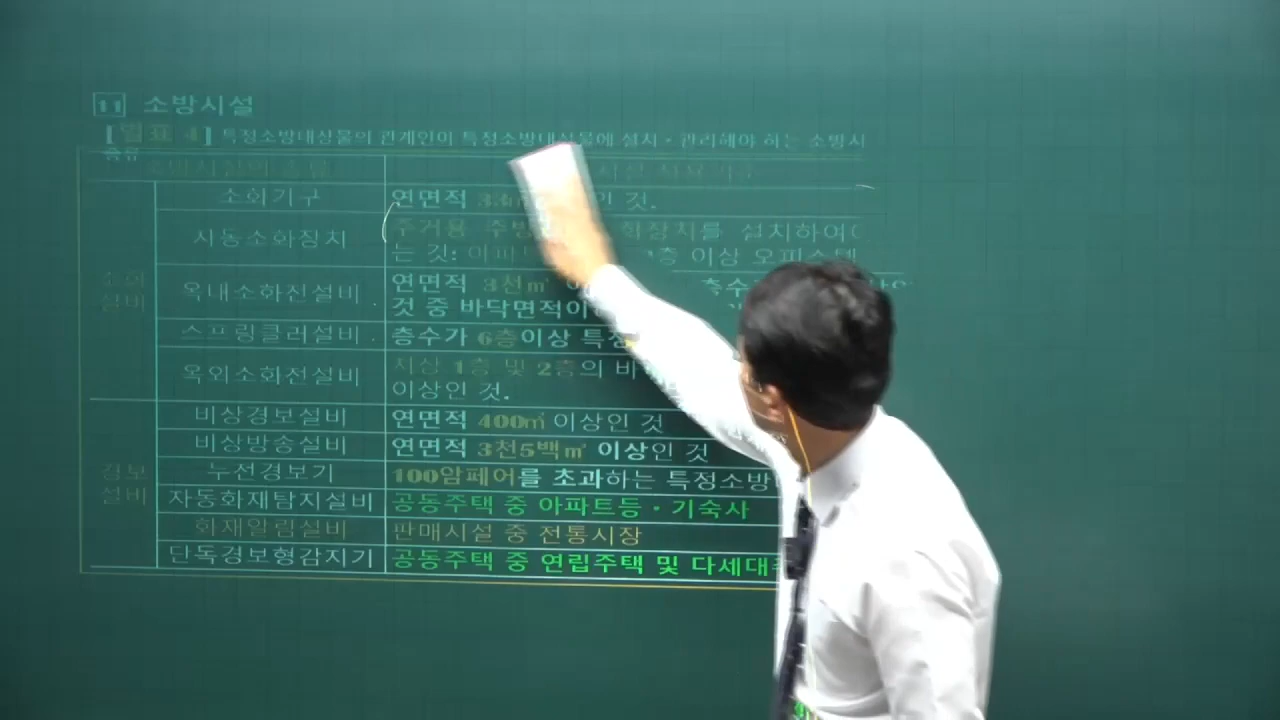 11 소방시설
[별표 4] 특정소방대상물의 관계인이 특정소방대상물에 설치·관리해야 하는 소방시
종류
소화
설비
소화기구 연면적 33 인 것.
자동소화장치 주거용 주방 화장치를 설치하여
는 것: 아파 층 이상 오피스텔
옥내소화전설비 연면적 3천㎡
것 중 바닥면적이
층수
스프링클러설비 층수가 6층이상 특정
옥외소화전설비 지상 1층 및 2층의 바
이상인 것.
경보
설비
비상경보설비 연면적 400㎡ 이상인 것
비상방송설비 연면적 3천5백㎡ 이상인 것
누전경보기 100암페어를 초과하는 특정소방
자동화재탐지설비 공동주택 중 아파트등·기숙사
화재알림설비 판매시설 중 전통시장
단독경보형감지기 공동주택 중 연립주택 및 다세대